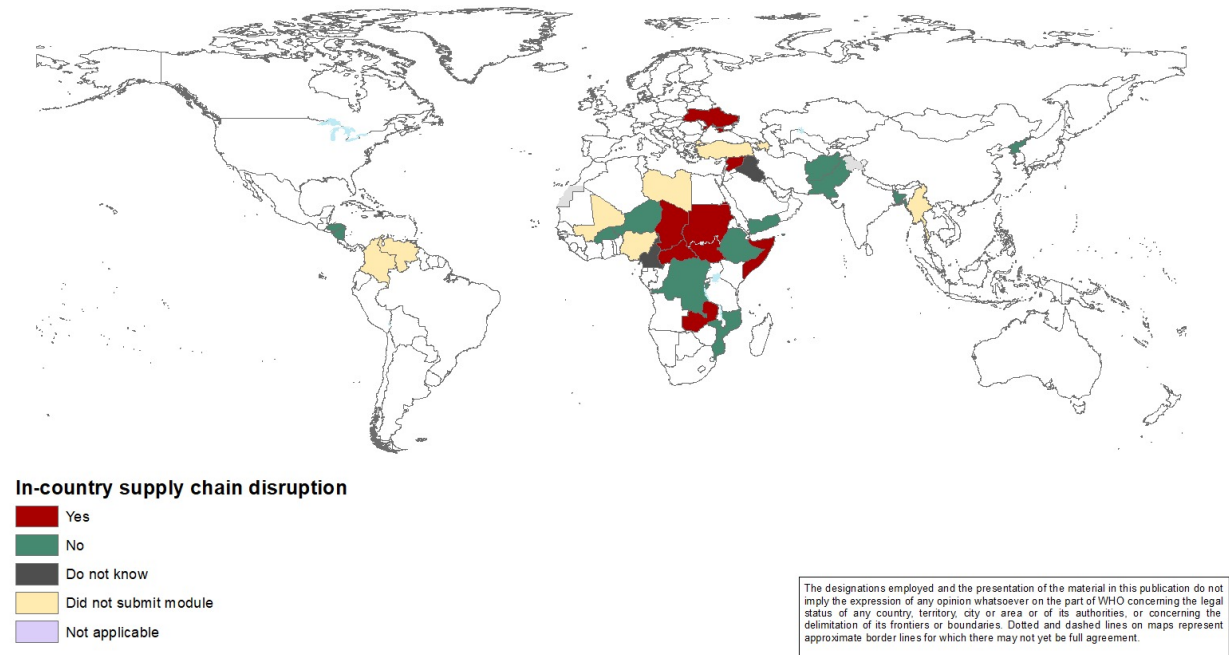 In-country supply chain disruption
Yes
No
Do not know
Did not submit module
Not applicable
The designations employed and the presentation of the material in this publication do not
imply the expression of any opinion whatsoever on the part of WHO concerning the legal
status of any country, territory, city or area or of its authorities, or concerning the
delimitation of its frontiers or boundaries. Dotted and dashed lines on maps represent
approximate border lines for which there may not yet be full agreement.